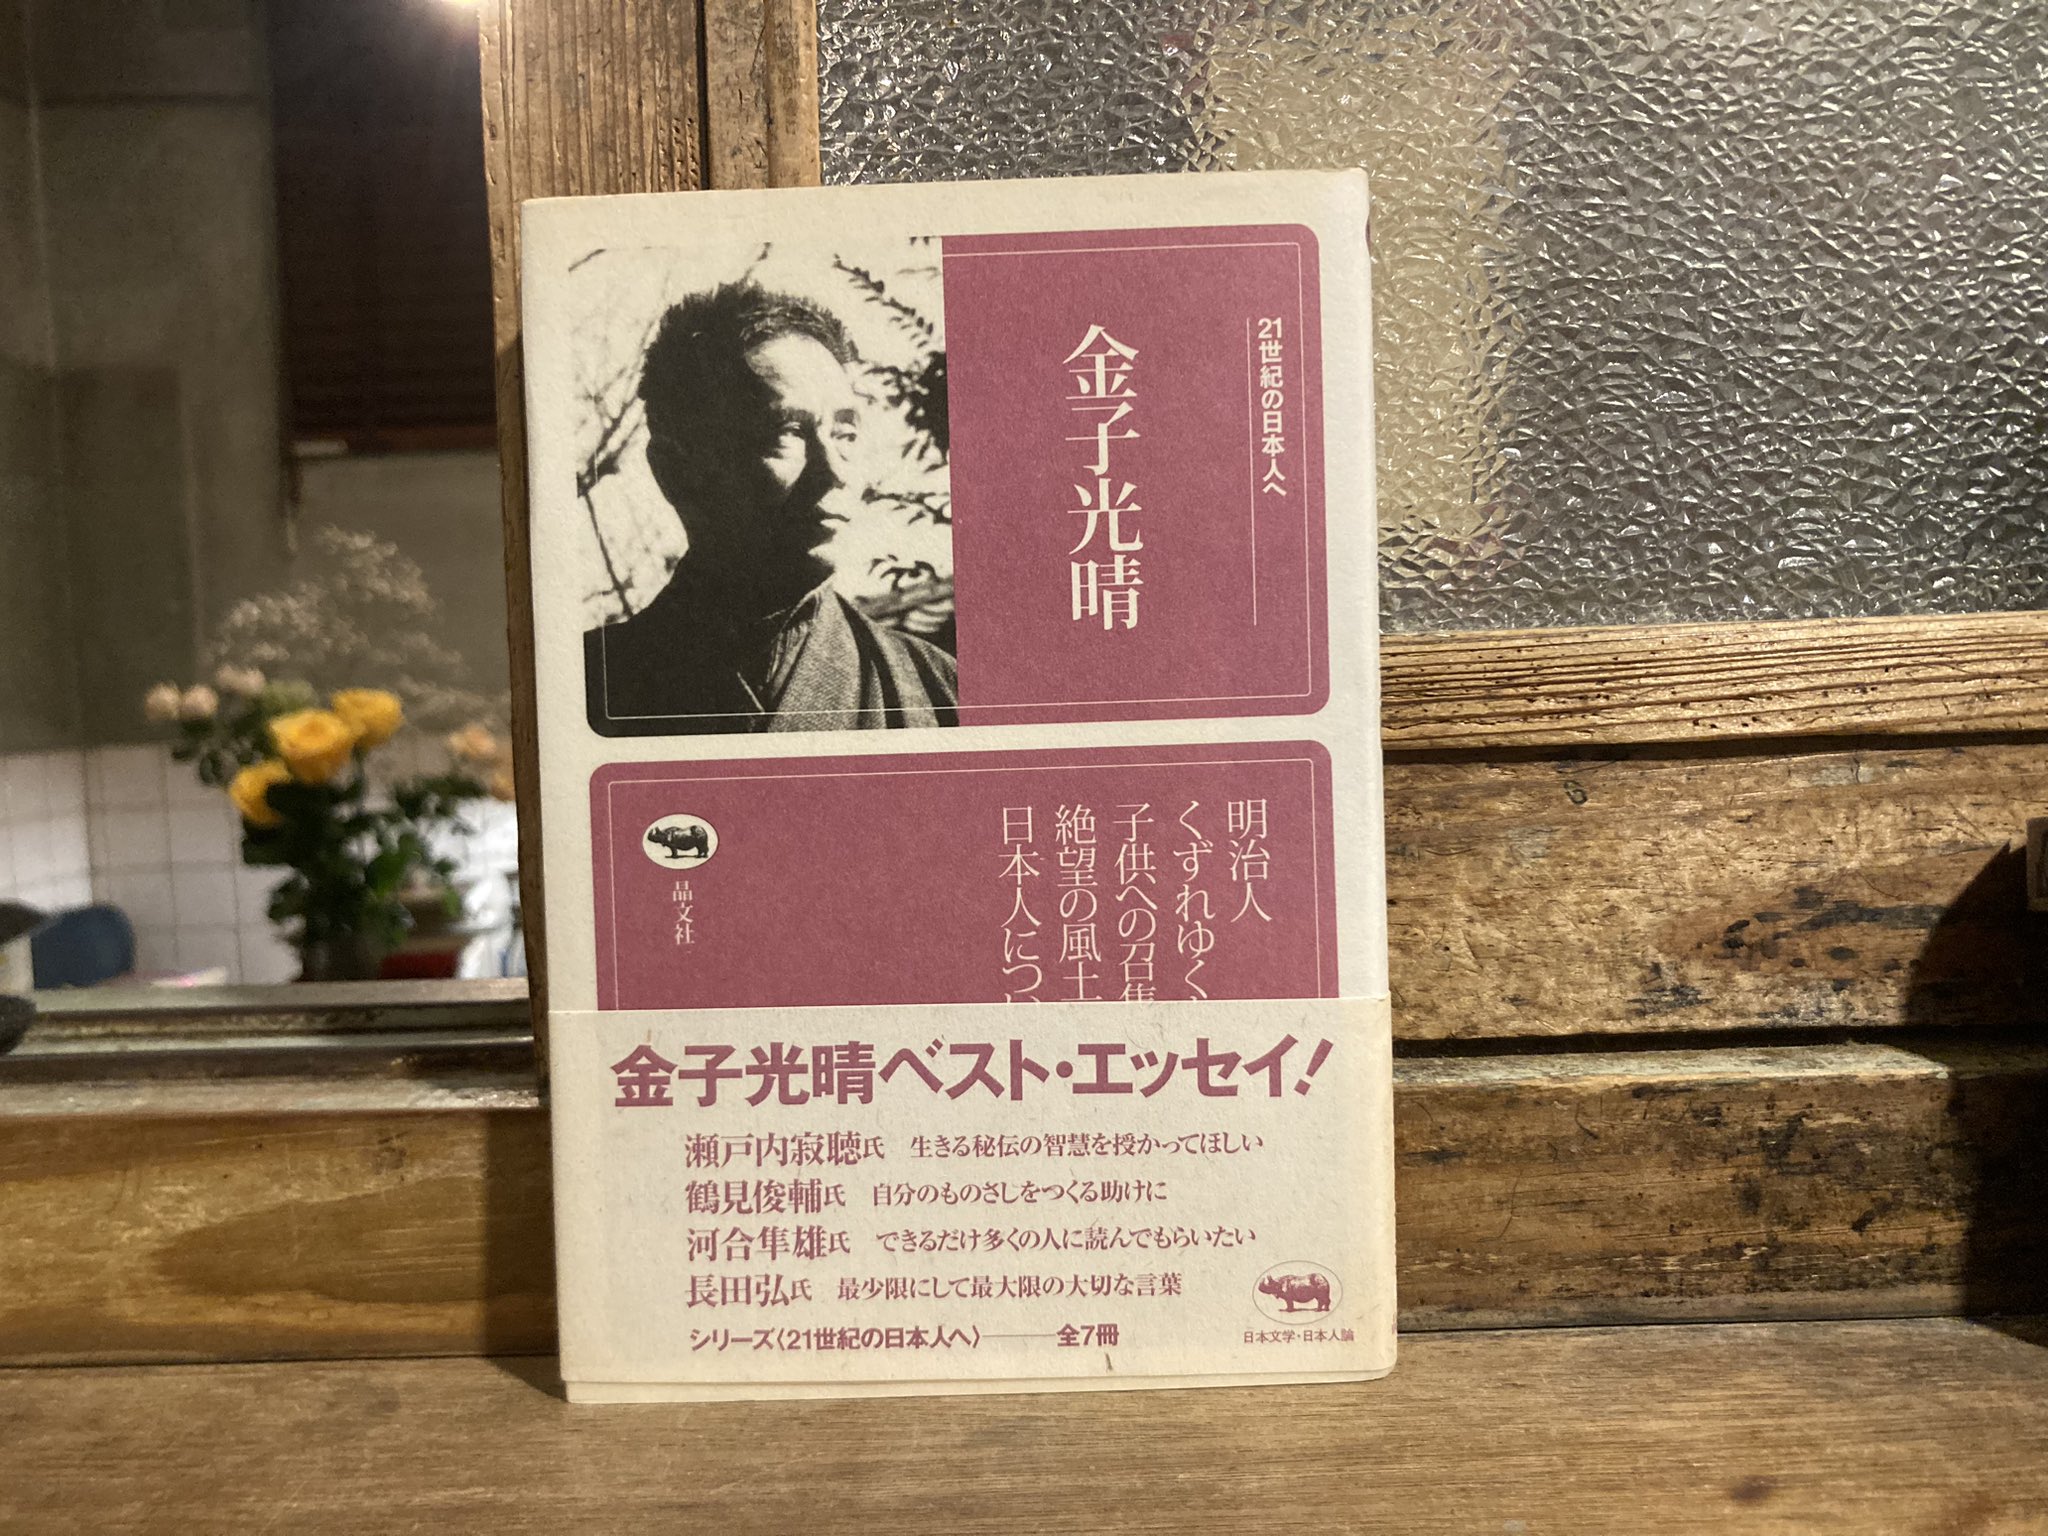 21世紀の日本人へ
金子光晴
明治人
くずれゆく
子供への召集
絶望の風土
日本人につい
晶文社
金子光晴ベスト・エッセイ!
瀬戸内寂聴氏 生きる秘伝の智慧を授かってほしい
鶴見俊輔氏 自分のものさしをつくる助けに
河合隼雄氏 できるだけ多くの人に読んでもらいたい
長田弘氏 最少限にして最大限の大切な言葉
シリーズ〈21世紀の日本人へ〉——全7冊
日本文学・日本人論